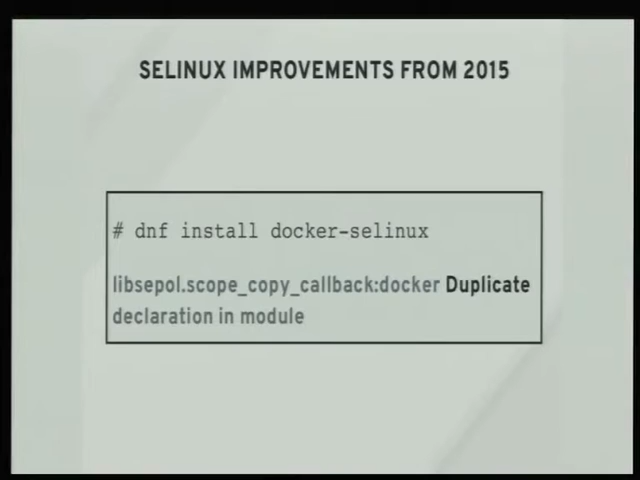 SELINUX IMPROVEMENTS FROM 2015
# dnf install docker-selinux
libsepol.scope_copy_callback:docker Duplicate
declaration in module